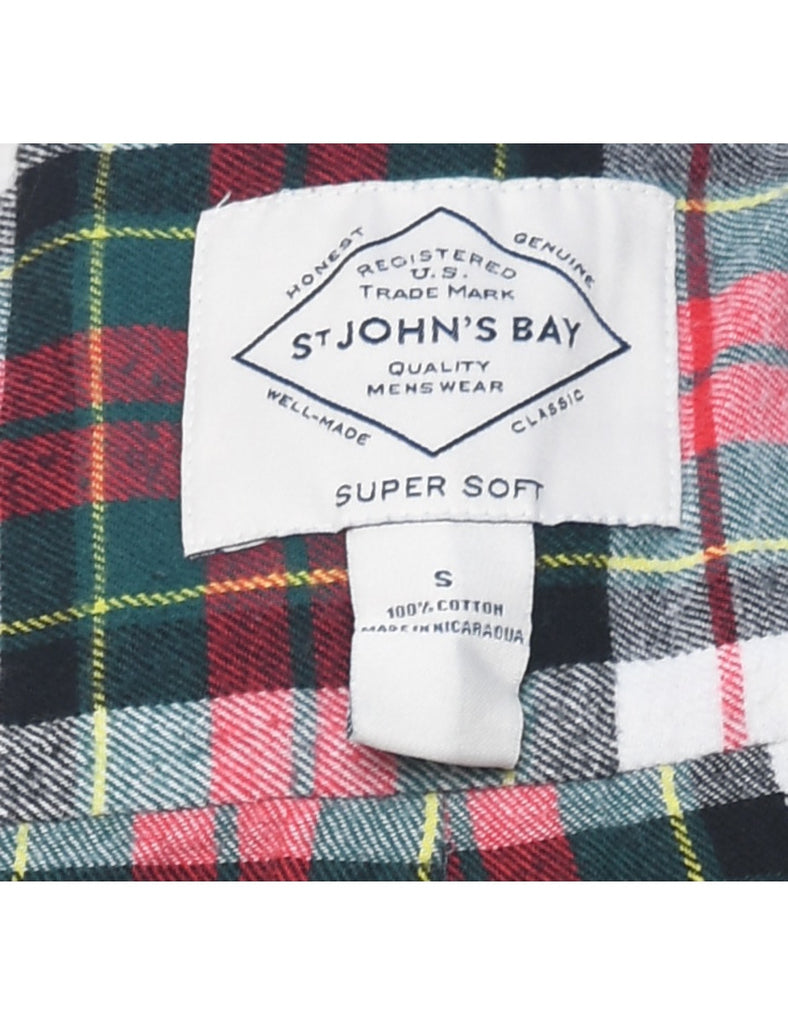 HONEST
GENUINE
REGISTERED
U.S.
TRADE MARK
ST JOHN'S BAY
QUALITY
MENSWEAR
WELL-MADE
CLASSIC
SUPER SOFT
S
100% COTTON
MADE IN NICARAGUA